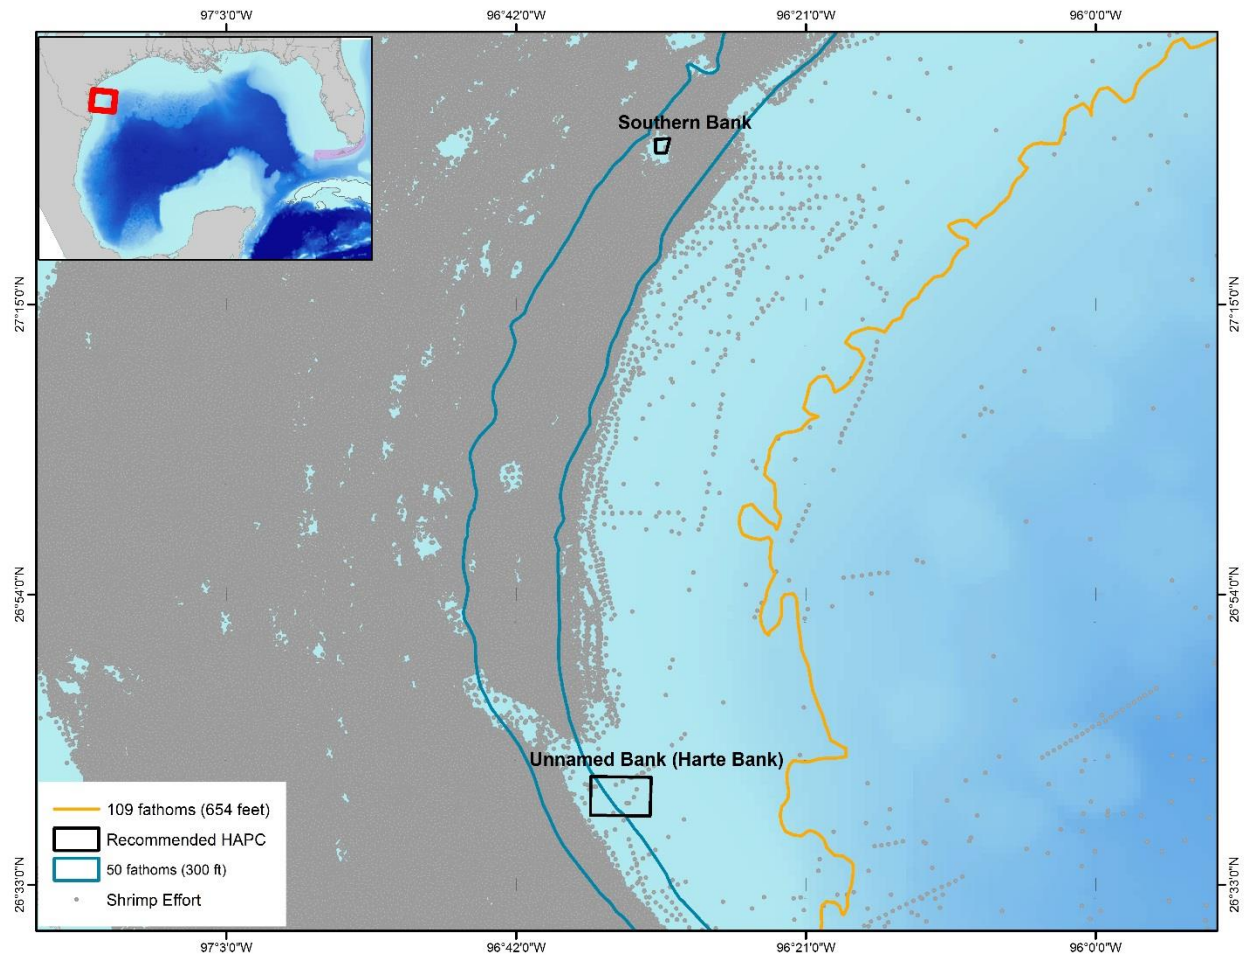 97°3'0"W
96°42'0"W
96°21'0"W
96°0'0"W
Southern Bank
27°15'0"N
27°15'0"N
26°54'0"N
26°54'0"N
Unnamed Bank (Harte Bank)
109 fathoms (654 feet)
Recommended HAPC
50 fathoms (300 ft)
Shrimp Effort
26°33'0"N
26°33'0"N
97°3'0"W
96°42'0"W
96°21'0"W
96°0'0"W